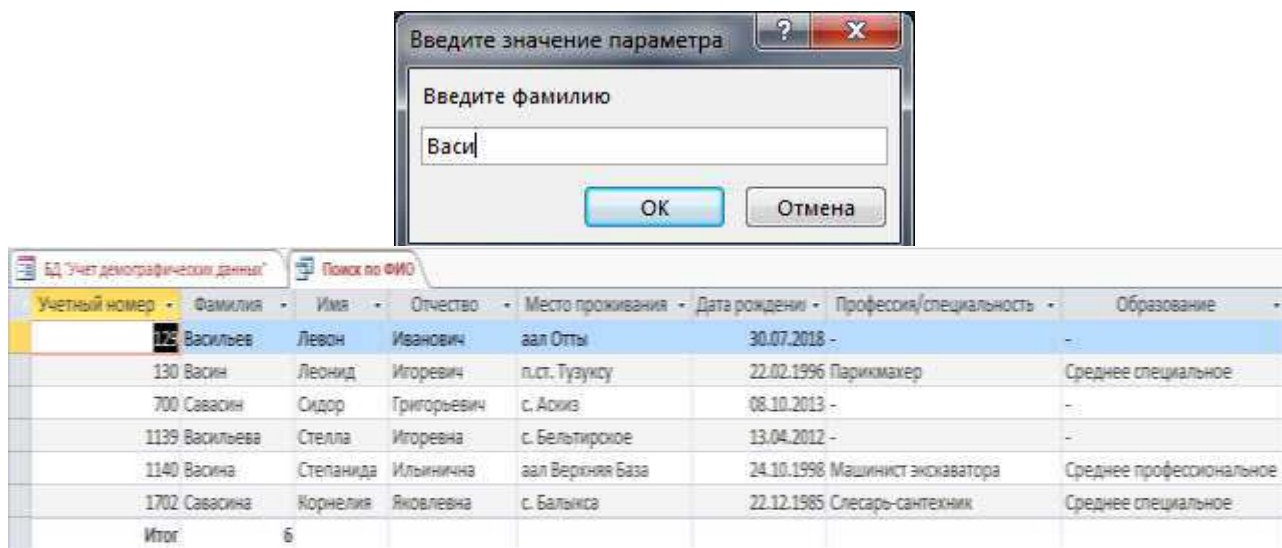 Введите значение параметра
Введите фамилию
Васи
ОК Отмена
БД "Учет демографических данных" Поиск по ФИО
Учетный номер Фамилия Имя Отчество Место проживания Дата рождени Профессия/специальность Образование
129 Васильев Левон Иванович аал Отты 30.07.2018 - -
130 Васин Леонид Игоревич п.ст. Тузуксу 22.02.1996 Парикмахер Среднее специальное
700 Савасин Сидор Григорьевич с. Аскиз 08.10.2013 - -
1139 Васильева Стелла Игоревна с. Бельтирское 13.04.2012 - -
1140 Васина Степанида Ильинична аал Верхняя База 24.10.1998 Машинист экскаватора Среднее профессиональное
1702 Савасина Корнелия Яковлевна с. Балыкса 22.12.1985 Слесарь-сантехник Среднее специальное
Итог 6